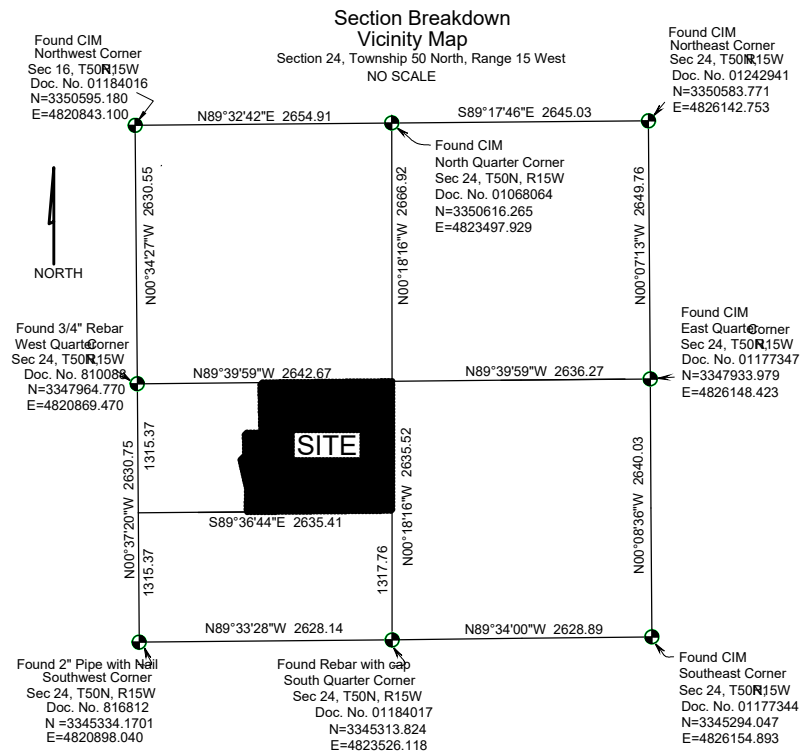 Section Breakdown
Vicinity Map
Section 24, Township 50 North, Range 15 West
NO SCALE
Found CIM
Northwest Corner
Sec 16, T50N, R15W
Doc. No. 01184016
N=3350595.180
E=4820843.100
Found CIM
Northeast Corner
Sec 24, T50N, R15W
Doc. No. 01242941
N=3350583.771
E=4826142.753
N89°32'42"E 2654.91
S89°17'46"E 2645.03
Found CIM
North Quarter Corner
Sec 24, T50N, R15W
Doc. No. 01068064
N=3350616.265
E=4823497.929
NORTH
N00°34'27"W 2630.55
N00°18'16"W 2666.92
N00°07'13"W 2649.76
Found 3/4" Rebar
West Quarter Corner
Sec 24, T50N, R15W
Doc. No. 810088
N=3347964.770
E=4820869.470
Found CIM
East Quarter Corner
Sec 24, T50N, R15W
Doc. No. 01177347
N=3347933.979
E=4826148.423
N89°39'59"W 2642.67
N89°39'59"W 2636.27
SITE
N00°37'20"W 2630.75
1315.37
1315.37
S89°36'44"E 2635.41
N00°18'16"W 2635.52
1317.76
N00°08'36"W 2640.03
N89°33'28"W 2628.14
N89°34'00"W 2628.89
Found 2" Pipe with Nail
Southwest Corner
Sec 24, T50N, R15W
Doc. No. 816812
N =3345334.1701
E=4820898.040
Found Rebar with cap
South Quarter Corner
Sec 24, T50N, R15W
Doc. No. 01184017
N=3345313.824
E=4823526.118
Found CIM
Southeast Corner
Sec 24, T50N, R15W
Doc. No. 01177344
N=3345294.047
E=4826154.893